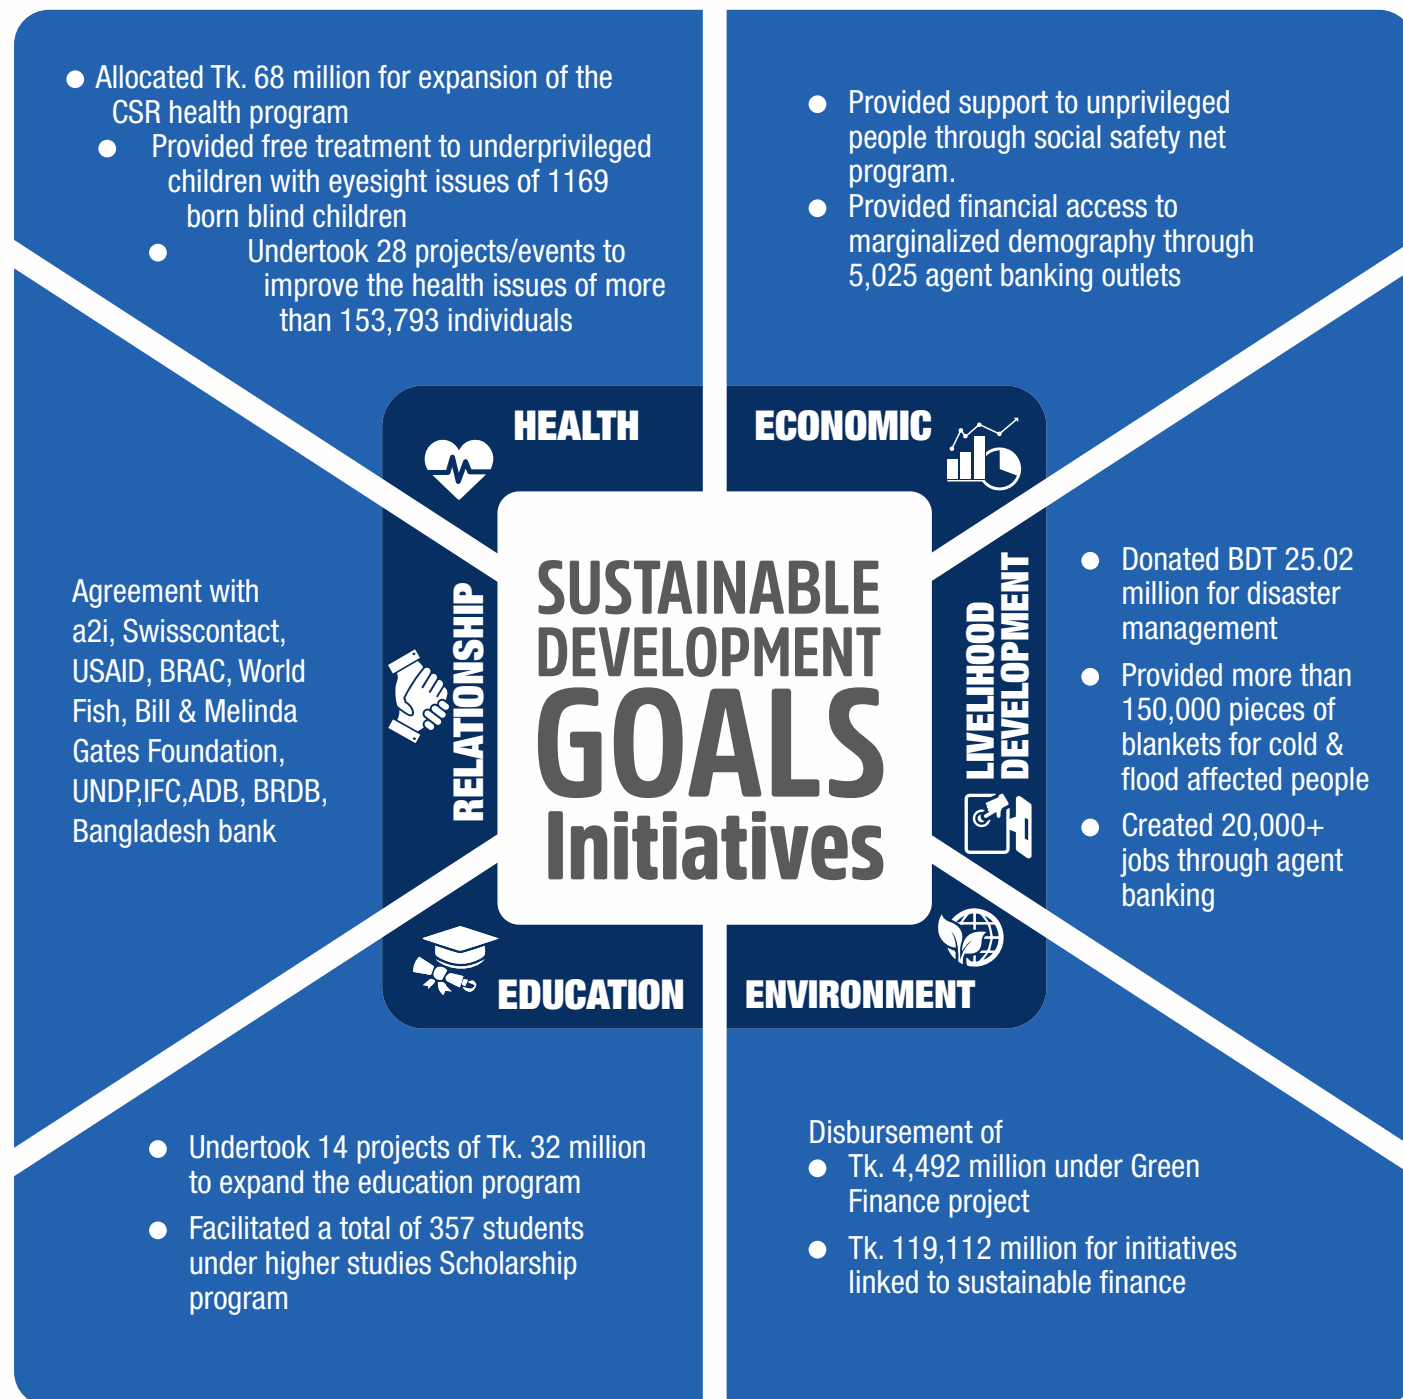 Allocated Tk. 68 million for expansion of the
CSR health program
Provided free treatment to underprivileged
children with eyesight issues of 1169
born blind children
Undertook 28 projects/events to
improve the health issues of more
than 153,793 individuals
Provided support to unprivileged
people through social safety net
program.
Provided financial access to
marginalized demography through
5,025 agent banking outlets
HEALTH
ECONOMIC
Agreement with
a2i, Swisscontact,
USAID, BRAC, World
Fish, Bill & Melinda
Gates Foundation,
UNDP,IFC,ADB, BRDB,
Bangladesh bank
RELATIONSHIP
SUSTAINABLE
DEVELOPMENT
GOALS
Initiatives
LIVELIHOOD
DEVELOPMENT
Donated BDT 25.02
million for disaster
management
Provided more than
150,000 pieces of
blankets for cold &
flood affected people
Created 20,000+
jobs through agent
banking
EDUCATION
ENVIRONMENT
Undertook 14 projects of Tk. 32 million
to expand the education program
Facilitated a total of 357 students
under higher studies Scholarship
program
Disbursement of
Tk. 4,492 million under Green
Finance project
Tk. 119,112 million for initiatives
linked to sustainable finance